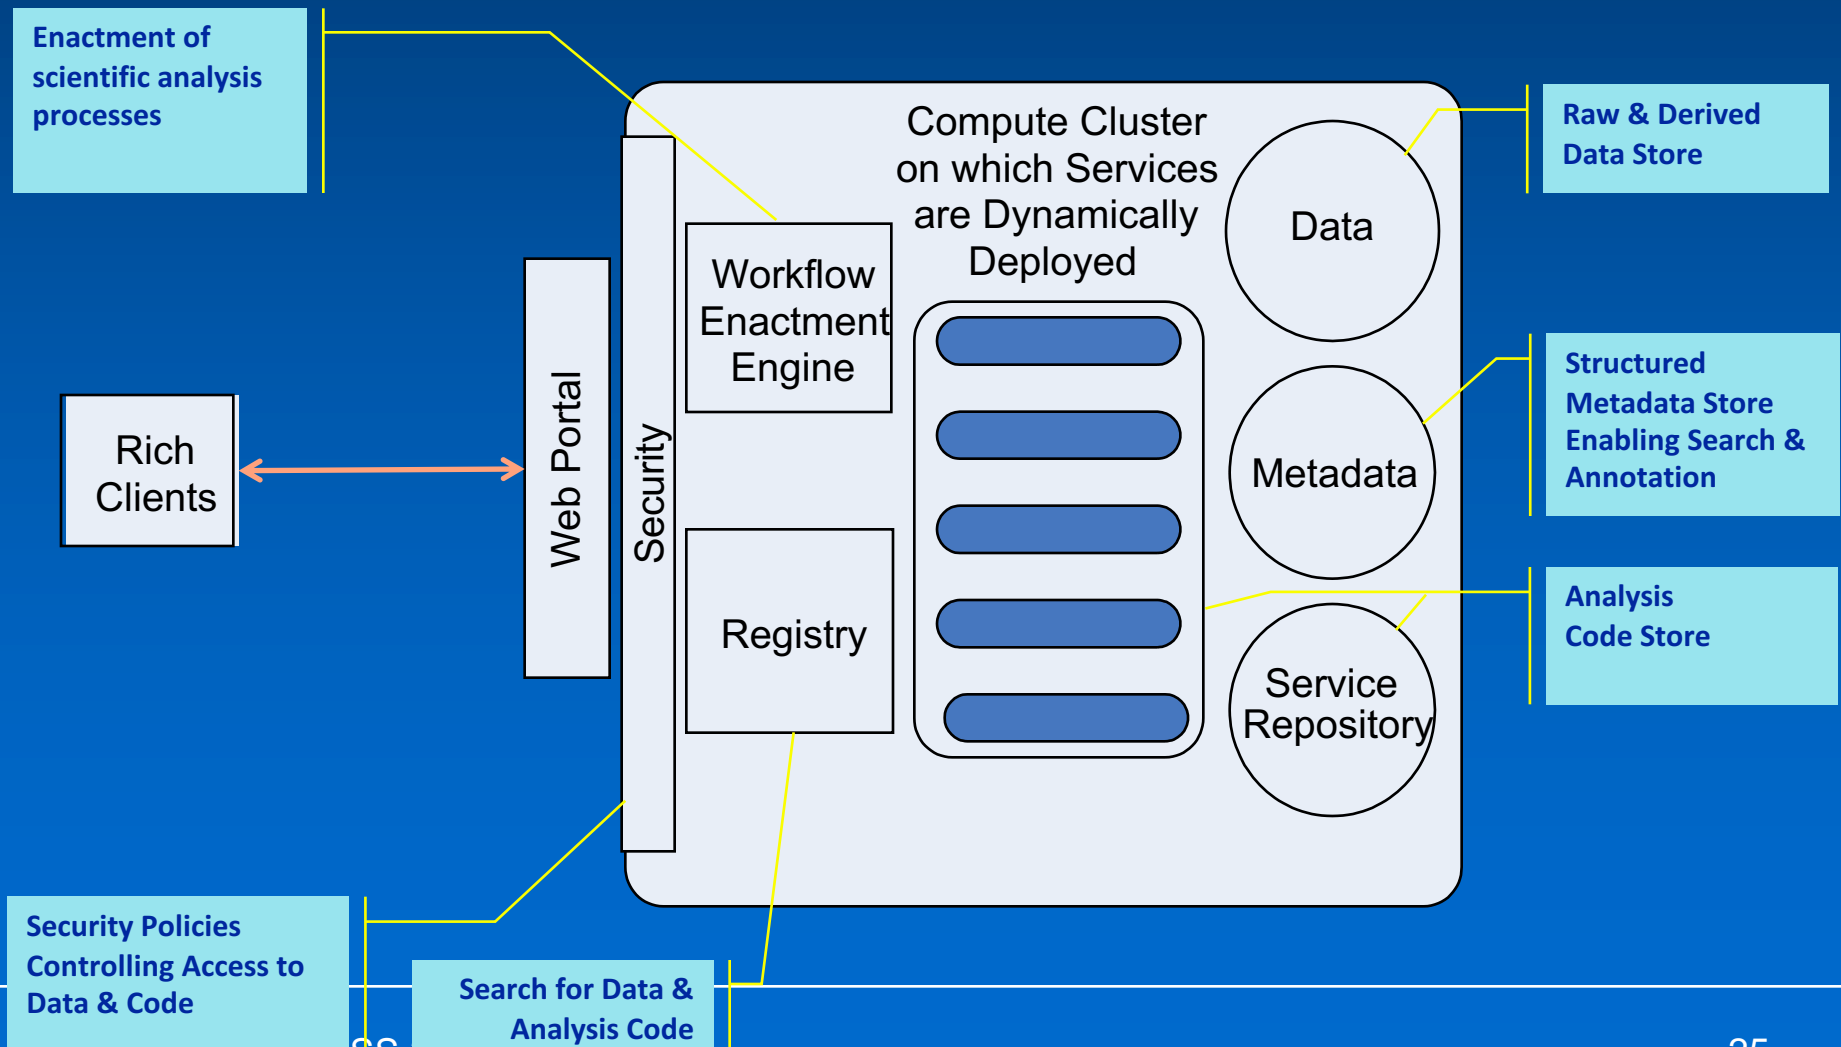 Enactment of
scientific analysis
processes
Compute Cluster
on which Services
are Dynamically
Deployed
Raw & Derived
Data Store
Data
Workflow
Enactment
Engine
Structured
Metadata Store
Enabling Search &
Annotation
Metadata
Rich
Clients
Web Portal
Security
Registry
Analysis
Code Store
Service
Repository
Security Policies
Controlling Access to
Data & Code
Search for Data &
Analysis Code